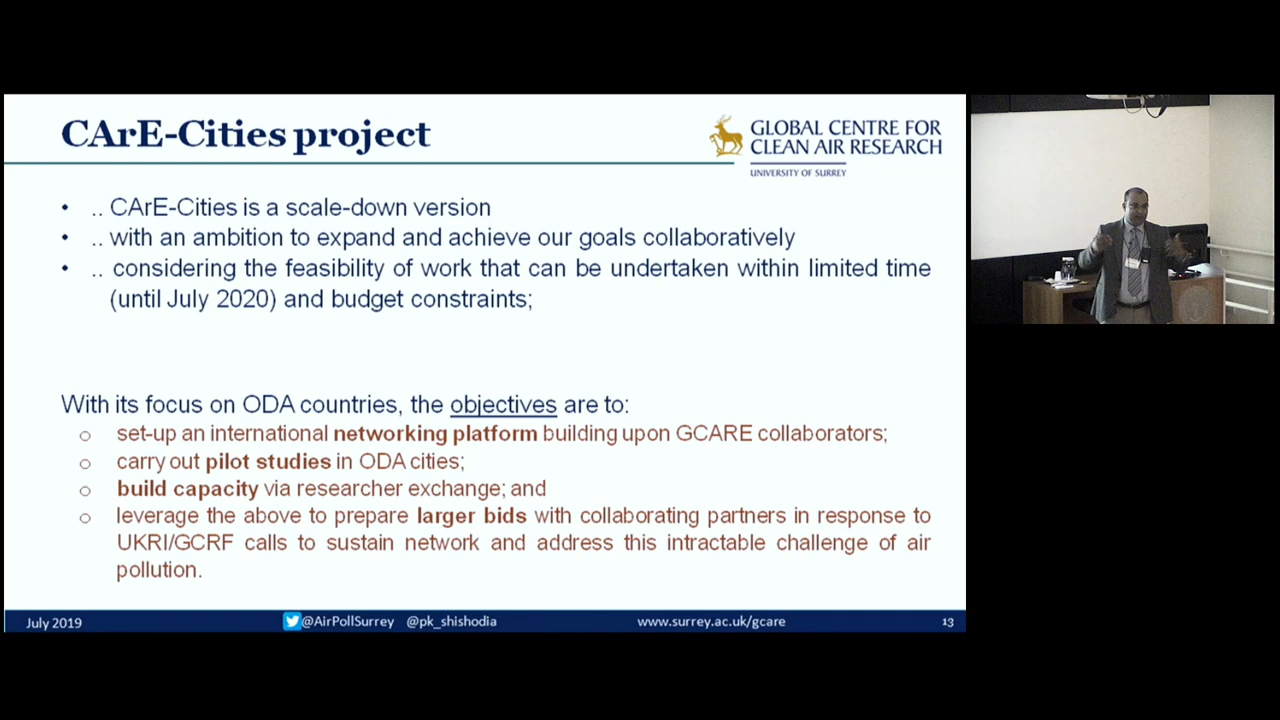 CArE-Cities project
GLOBAL CENTRE FOR
CLEAN AIR RESEARCH
UNIVERSITY OF SURREY
• .. CArE-Cities is a scale-down version
• .. with an ambition to expand and achieve our goals collaboratively
• .. considering the feasibility of work that can be undertaken within limited time
(until July 2020) and budget constraints;
With its focus on ODA countries, the objectives are to:
○ set-up an international networking platform building upon GCARE collaborators;
○ carry out pilot studies in ODA cities;
○ build capacity via researcher exchange; and
○ leverage the above to prepare larger bids with collaborating partners in response to
UKRI/GCRF calls to sustain network and address this intractable challenge of air
pollution.
July 2019
@AirPollSurrey @pk_shishodia
www.surrey.ac.uk/gcare
13